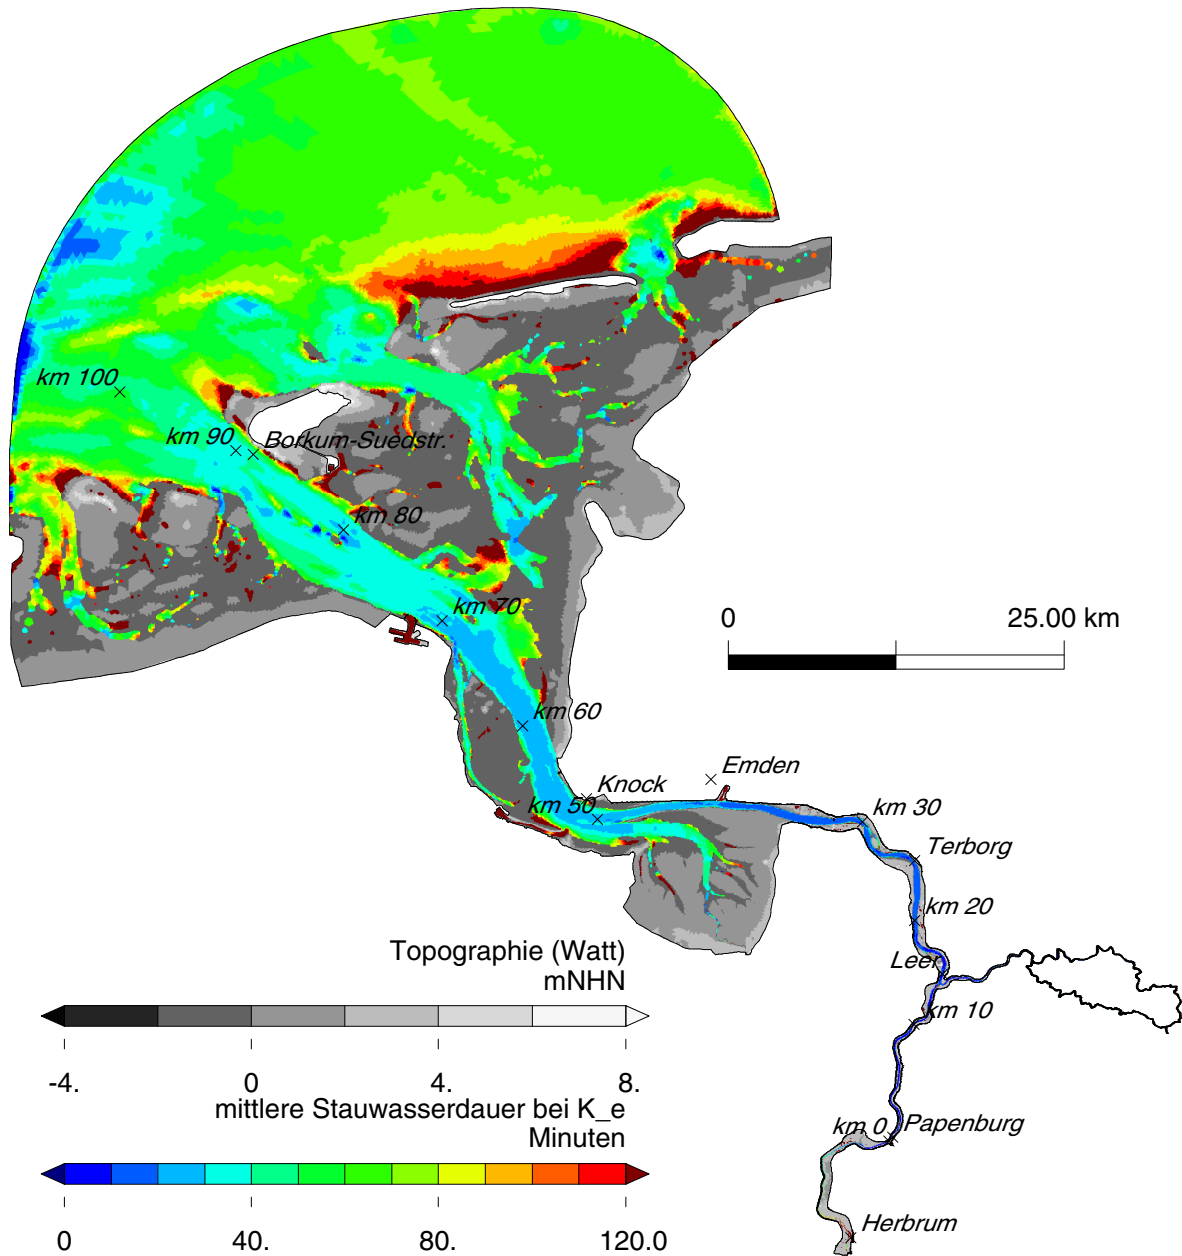 km 100
km 90
Borkum-Suedstr.
km 80
km 70
0
25.00 km
km 60
Emden
Knock
km 50
km 30
Terborg
km 20
Topographie (Watt)
mNHN
Leer
km 10
-4.
0
4.
8.
mittlere Stauwasserdauer bei K_e
Minuten
km 0
Papenburg
0
40.
80.
120.0
Herbrum